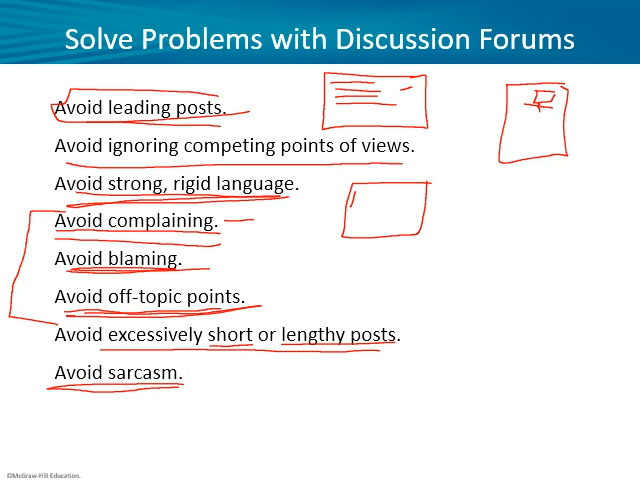 Solve Problems with Discussion Forums
Avoid leading posts.
Avoid ignoring competing points of views.
Avoid strong, rigid language.
Avoid complaining.
Avoid blaming.
Avoid off-topic points.
Avoid excessively short or lengthy posts.
Avoid sarcasm.
©McGraw-Hill Education.